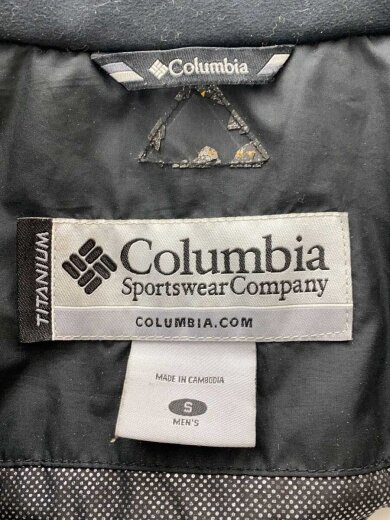 Columbia
TITANIUM
Columbia
Sportswear Company
COLUMBIA.COM
MADE IN CAMBODIA
S
MEN'S